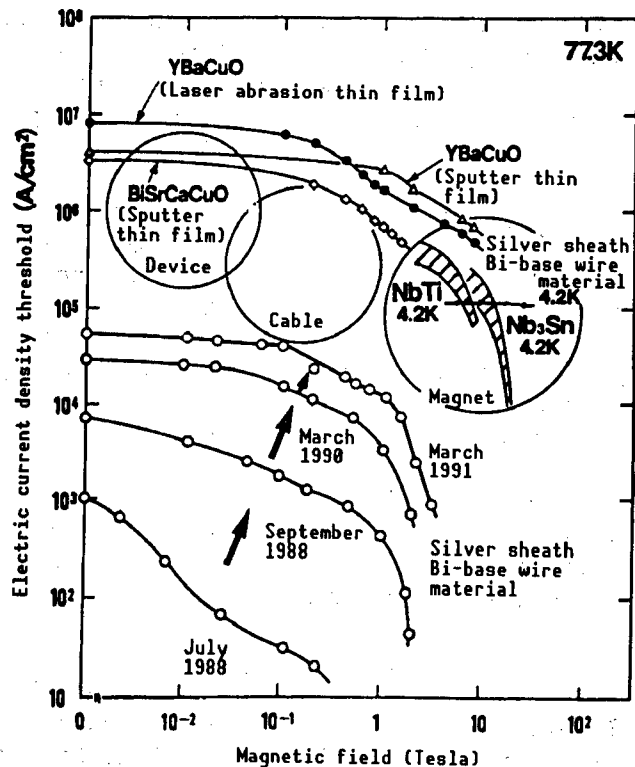 77.3K
YBaCuO
(Laser abrasion thin film)
YBaCuO
(Sputter thin
film)
BiSrCaCuO
(Sputter
thin film)
Device
Cable
Silver sheath
Bi-base wire
material
4.2K
NbTi
4.2K
Nb₃Sn
4.2K
Magnet
March
1990
March
1991
September
1988
Silver sheath
Bi-base wire
material
July
1988
Electric current density threshold (A/cm²)
10⁸
10⁷
10⁶
10⁵
10⁴
10³
10²
10
0
10⁻²
10⁻¹
1
10
10²
Magnetic field (Tesla)